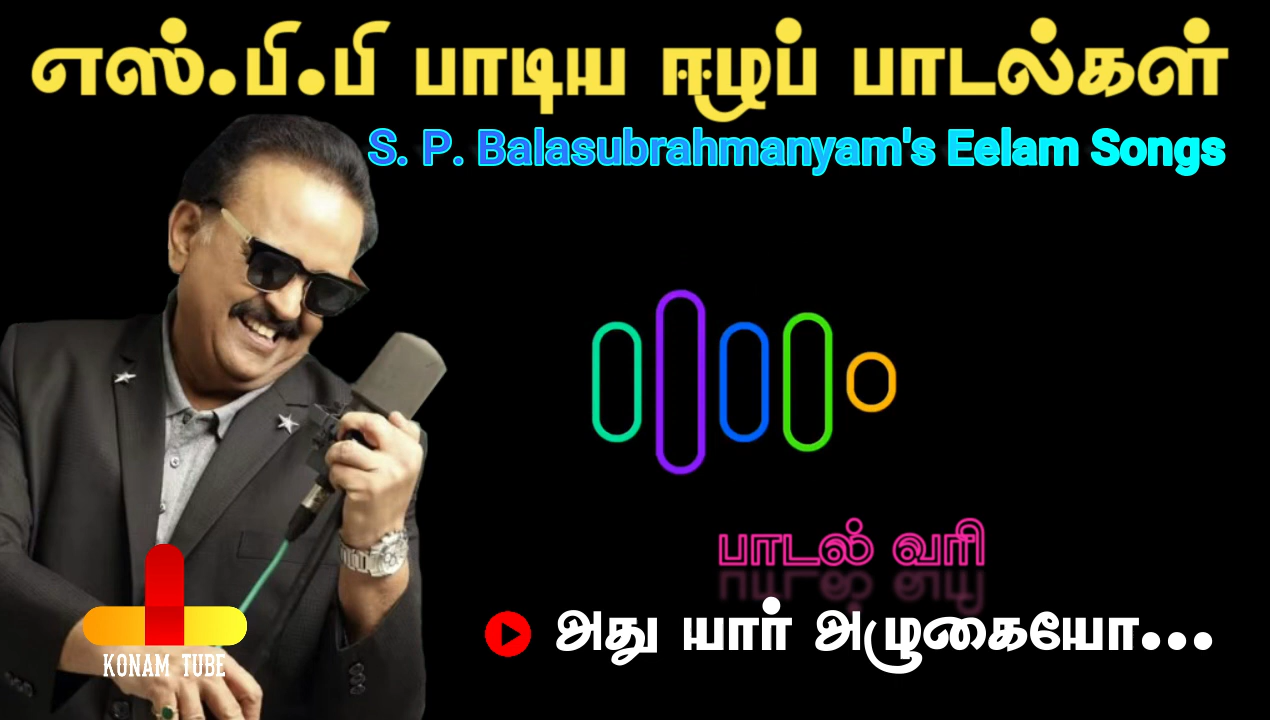 எஸ்.பி.பி பாடிய ஈழப் பாடல்கள்
S. P. Balasubrahmanyam's Eelam Songs
பாடல் வரி
அது யார் அழுகையோ...
KONAM TUBE